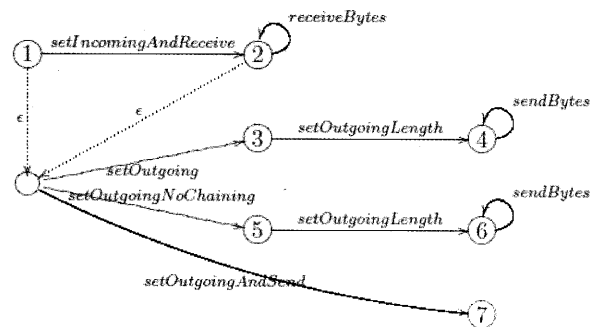 receiveBytes
1
setIncomingAndReceive
2
ϵ
ϵ
sendBytes
3
setOutgoingLength
4
setOutgoing
setOutgoingNoChaining
sendBytes
5
setOutgoingLength
6
setOutgoingAndSend
7